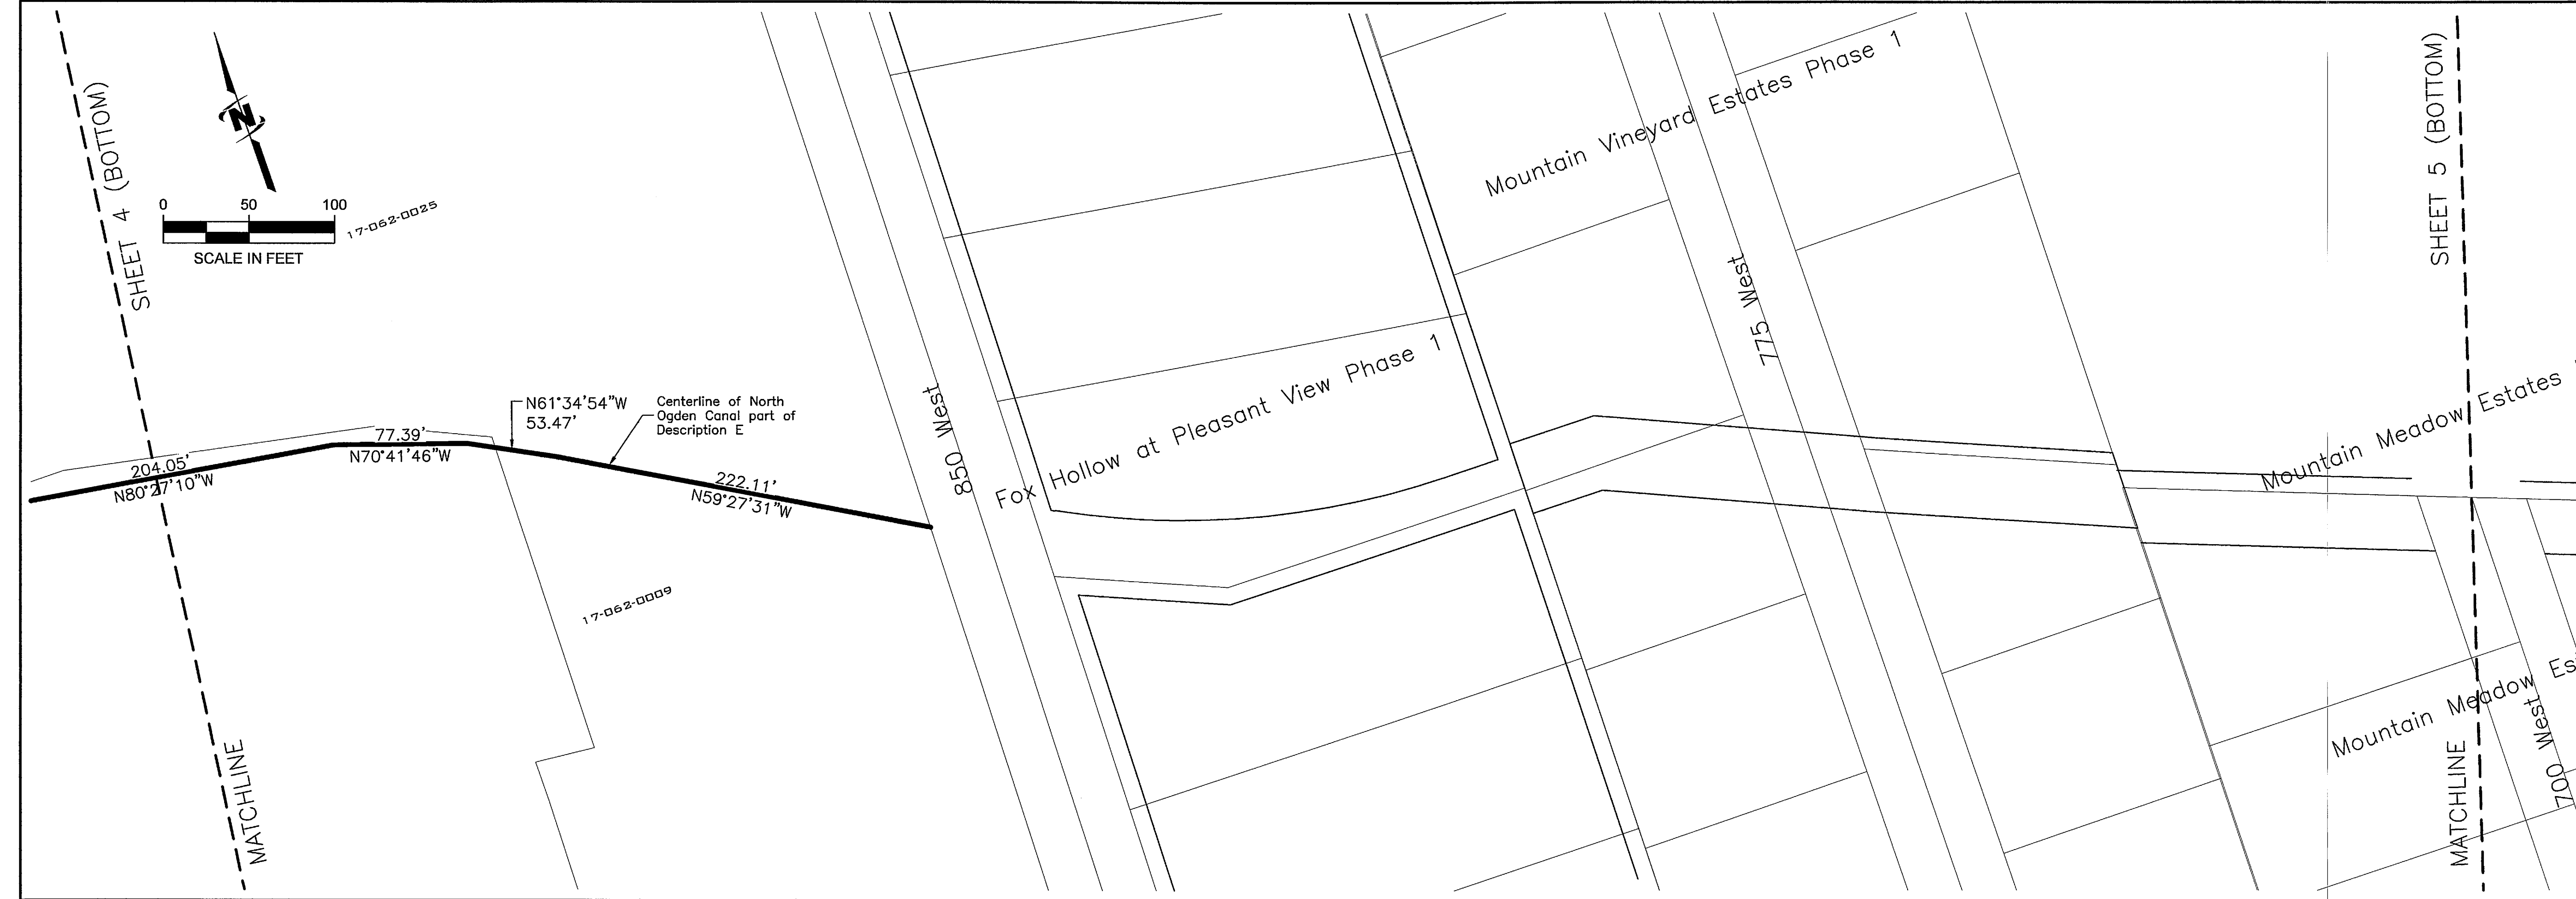 SHEET 4 (BOTTOM)
MATCHLINE
N
0 50 100
SCALE IN FEET
17-062-0025
204.05'
N80°27'10"W
77.39'
N70°41'46"W
N61°34'54"W
53.47'
Centerline of North
Ogden Canal part of
Description E
222.11'
N59°27'31"W
17-062-0009
850 West
Fox Hollow at Pleasant View Phase 1
Mountain Vineyard Estates Phase 1
775 West
SHEET 5 (BOTTOM)
MATCHLINE
Mountain Meadow Estates
Mountain Meadow Es
700 West